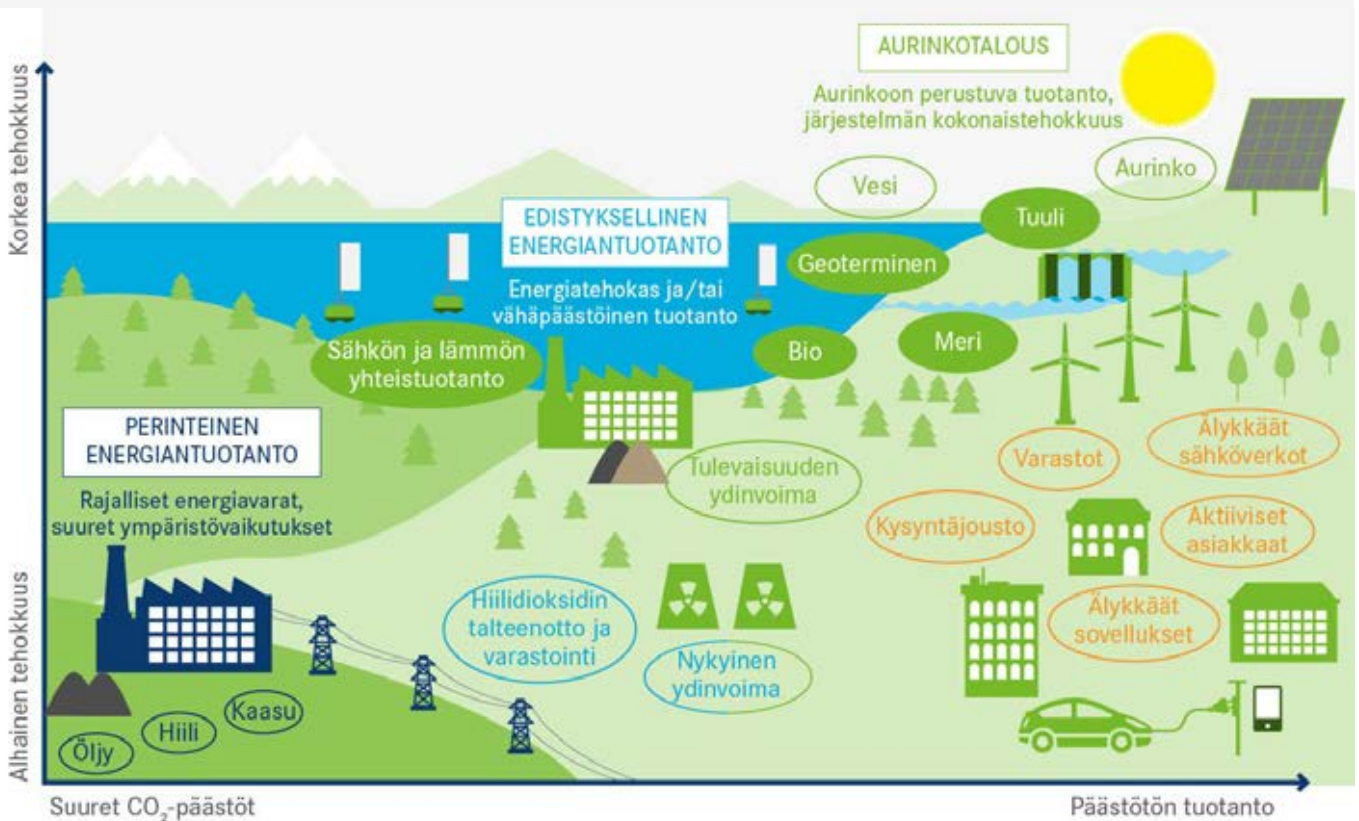 Korkea tehokkuus
Alhainen tehokkuus
AURINKOTALOUS
Aurinkoon perustuva tuotanto,
järjestelmän kokonaistehokkuus
Aurinko
Vesi
Tuuli
EDISTYKSELLINEN
ENERGIANTUOTANTO
Energiatehokas ja/tai
vähäpäästöinen tuotanto
Geoterminen
Meri
Bio
Sähkön ja lämmön
yhteistuotanto
PERINTEINEN
ENERGIANTUOTANTO
Rajalliset energiavarat,
suuret ympäristövaikutukset
Tulevaisuuden
ydinvoima
Varastot
Älykkäät
sähköverkot
Kysyntäjousto
Aktiiviset
asiakkaat
Älykkäät
sovellukset
Hiilidioksidin
talteenotto ja
varastointi
Nykyinen
ydinvoima
Kaasu
Hiili
Öljy
Suuret CO₂-päästöt
Päästötön tuotanto